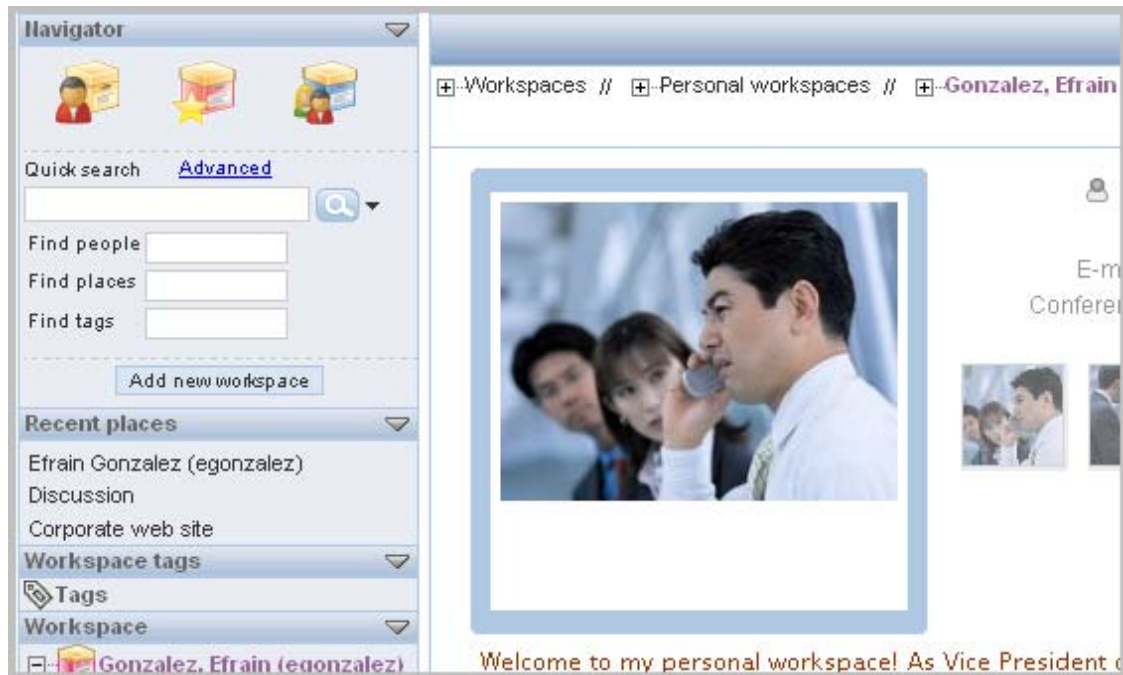 Navigator
Quick search Advanced
Find people
Find places
Find tags
Add new workspace
Recent places
Efrain Gonzalez (egonzalez)
Discussion
Corporate web site
Workspace tags
Tags
Workspace
Gonzalez, Efrain (egonzalez)
Workspaces // Personal workspaces // Gonzalez, Efrain
E-m
Conferen
Welcome to my personal workspace! As Vice President